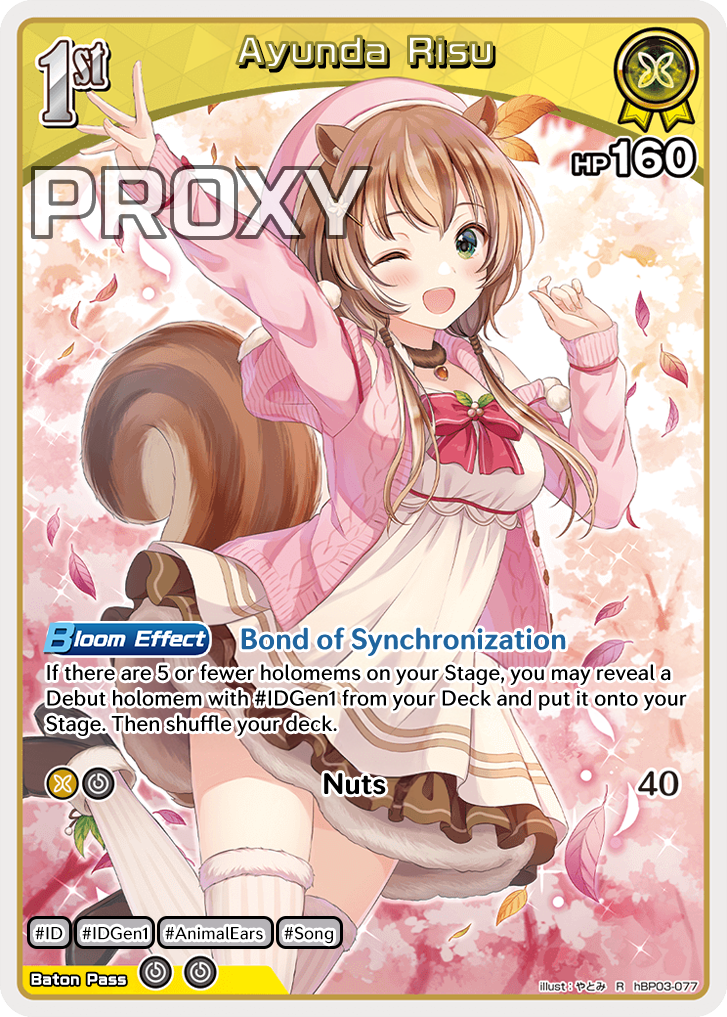 1st
Ayunda Risu
HP160
PROXY
Bloom Effect Bond of Synchronization
If there are 5 or fewer holomems on your Stage, you may reveal a
Debut holomem with #IDGen1 from your Deck and put it onto your
Stage. Then shuffle your deck.
Nuts 40
#ID #IDGen1 #AnimalEars #Song
Baton Pass
illust : やとみ R hBP03-077